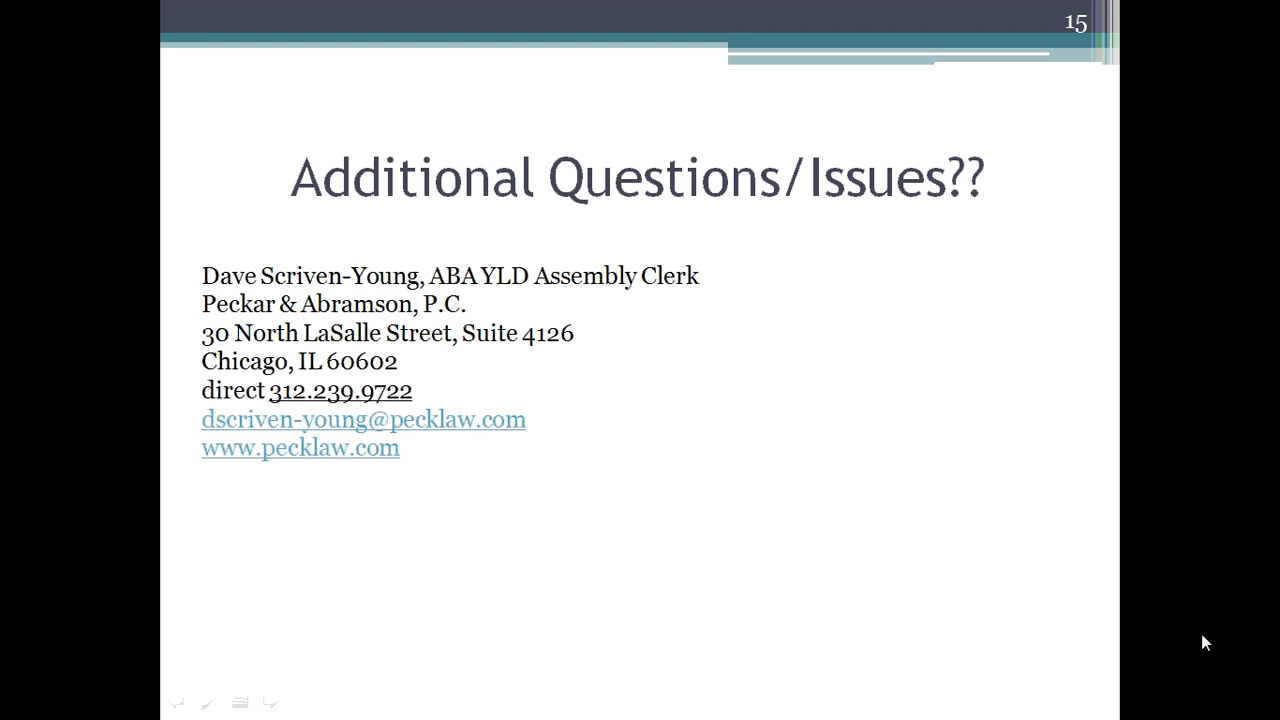 15
Additional Questions/Issues??
Dave Scriven-Young, ABA YLD Assembly Clerk
Peckar & Abramson, P.C.
30 North LaSalle Street, Suite 4126
Chicago, IL 60602
direct 312.239.9722
dscriven-young@pecklaw.com
www.pecklaw.com